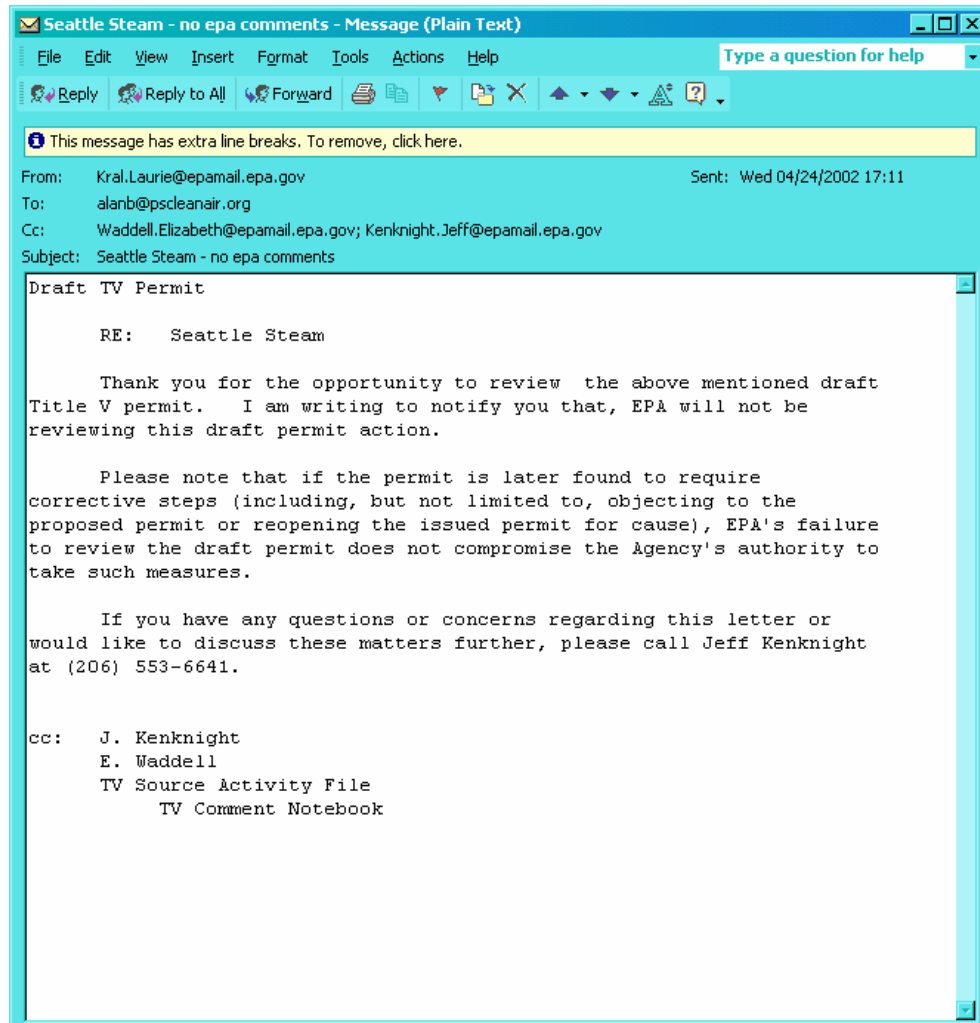 Seattle Steam - no epa comments - Message (Plain Text)
File Edit View Insert Format Tools Actions Help Type a question for help
Reply Reply to All Forward
This message has extra line breaks. To remove, click here.
From: Kral.Laurie@epamail.epa.gov Sent: Wed 04/24/2002 17:11
To: alanb@pscleanair.org
Cc: Waddell.Elizabeth@epamail.epa.gov; Kenknight.Jeff@epamail.epa.gov
Subject: Seattle Steam - no epa comments
Draft TV Permit
RE: Seattle Steam
Thank you for the opportunity to review the above mentioned draft
Title V permit. I am writing to notify you that, EPA will not be
reviewing this draft permit action.
Please note that if the permit is later found to require
corrective steps (including, but not limited to, objecting to the
proposed permit or reopening the issued permit for cause), EPA's failure
to review the draft permit does not compromise the Agency's authority to
take such measures.
If you have any questions or concerns regarding this letter or
would like to discuss these matters further, please call Jeff Kenknight
at (206) 553-6641.
cc: J. Kenknight
E. Waddell
TV Source Activity File
TV Comment Notebook